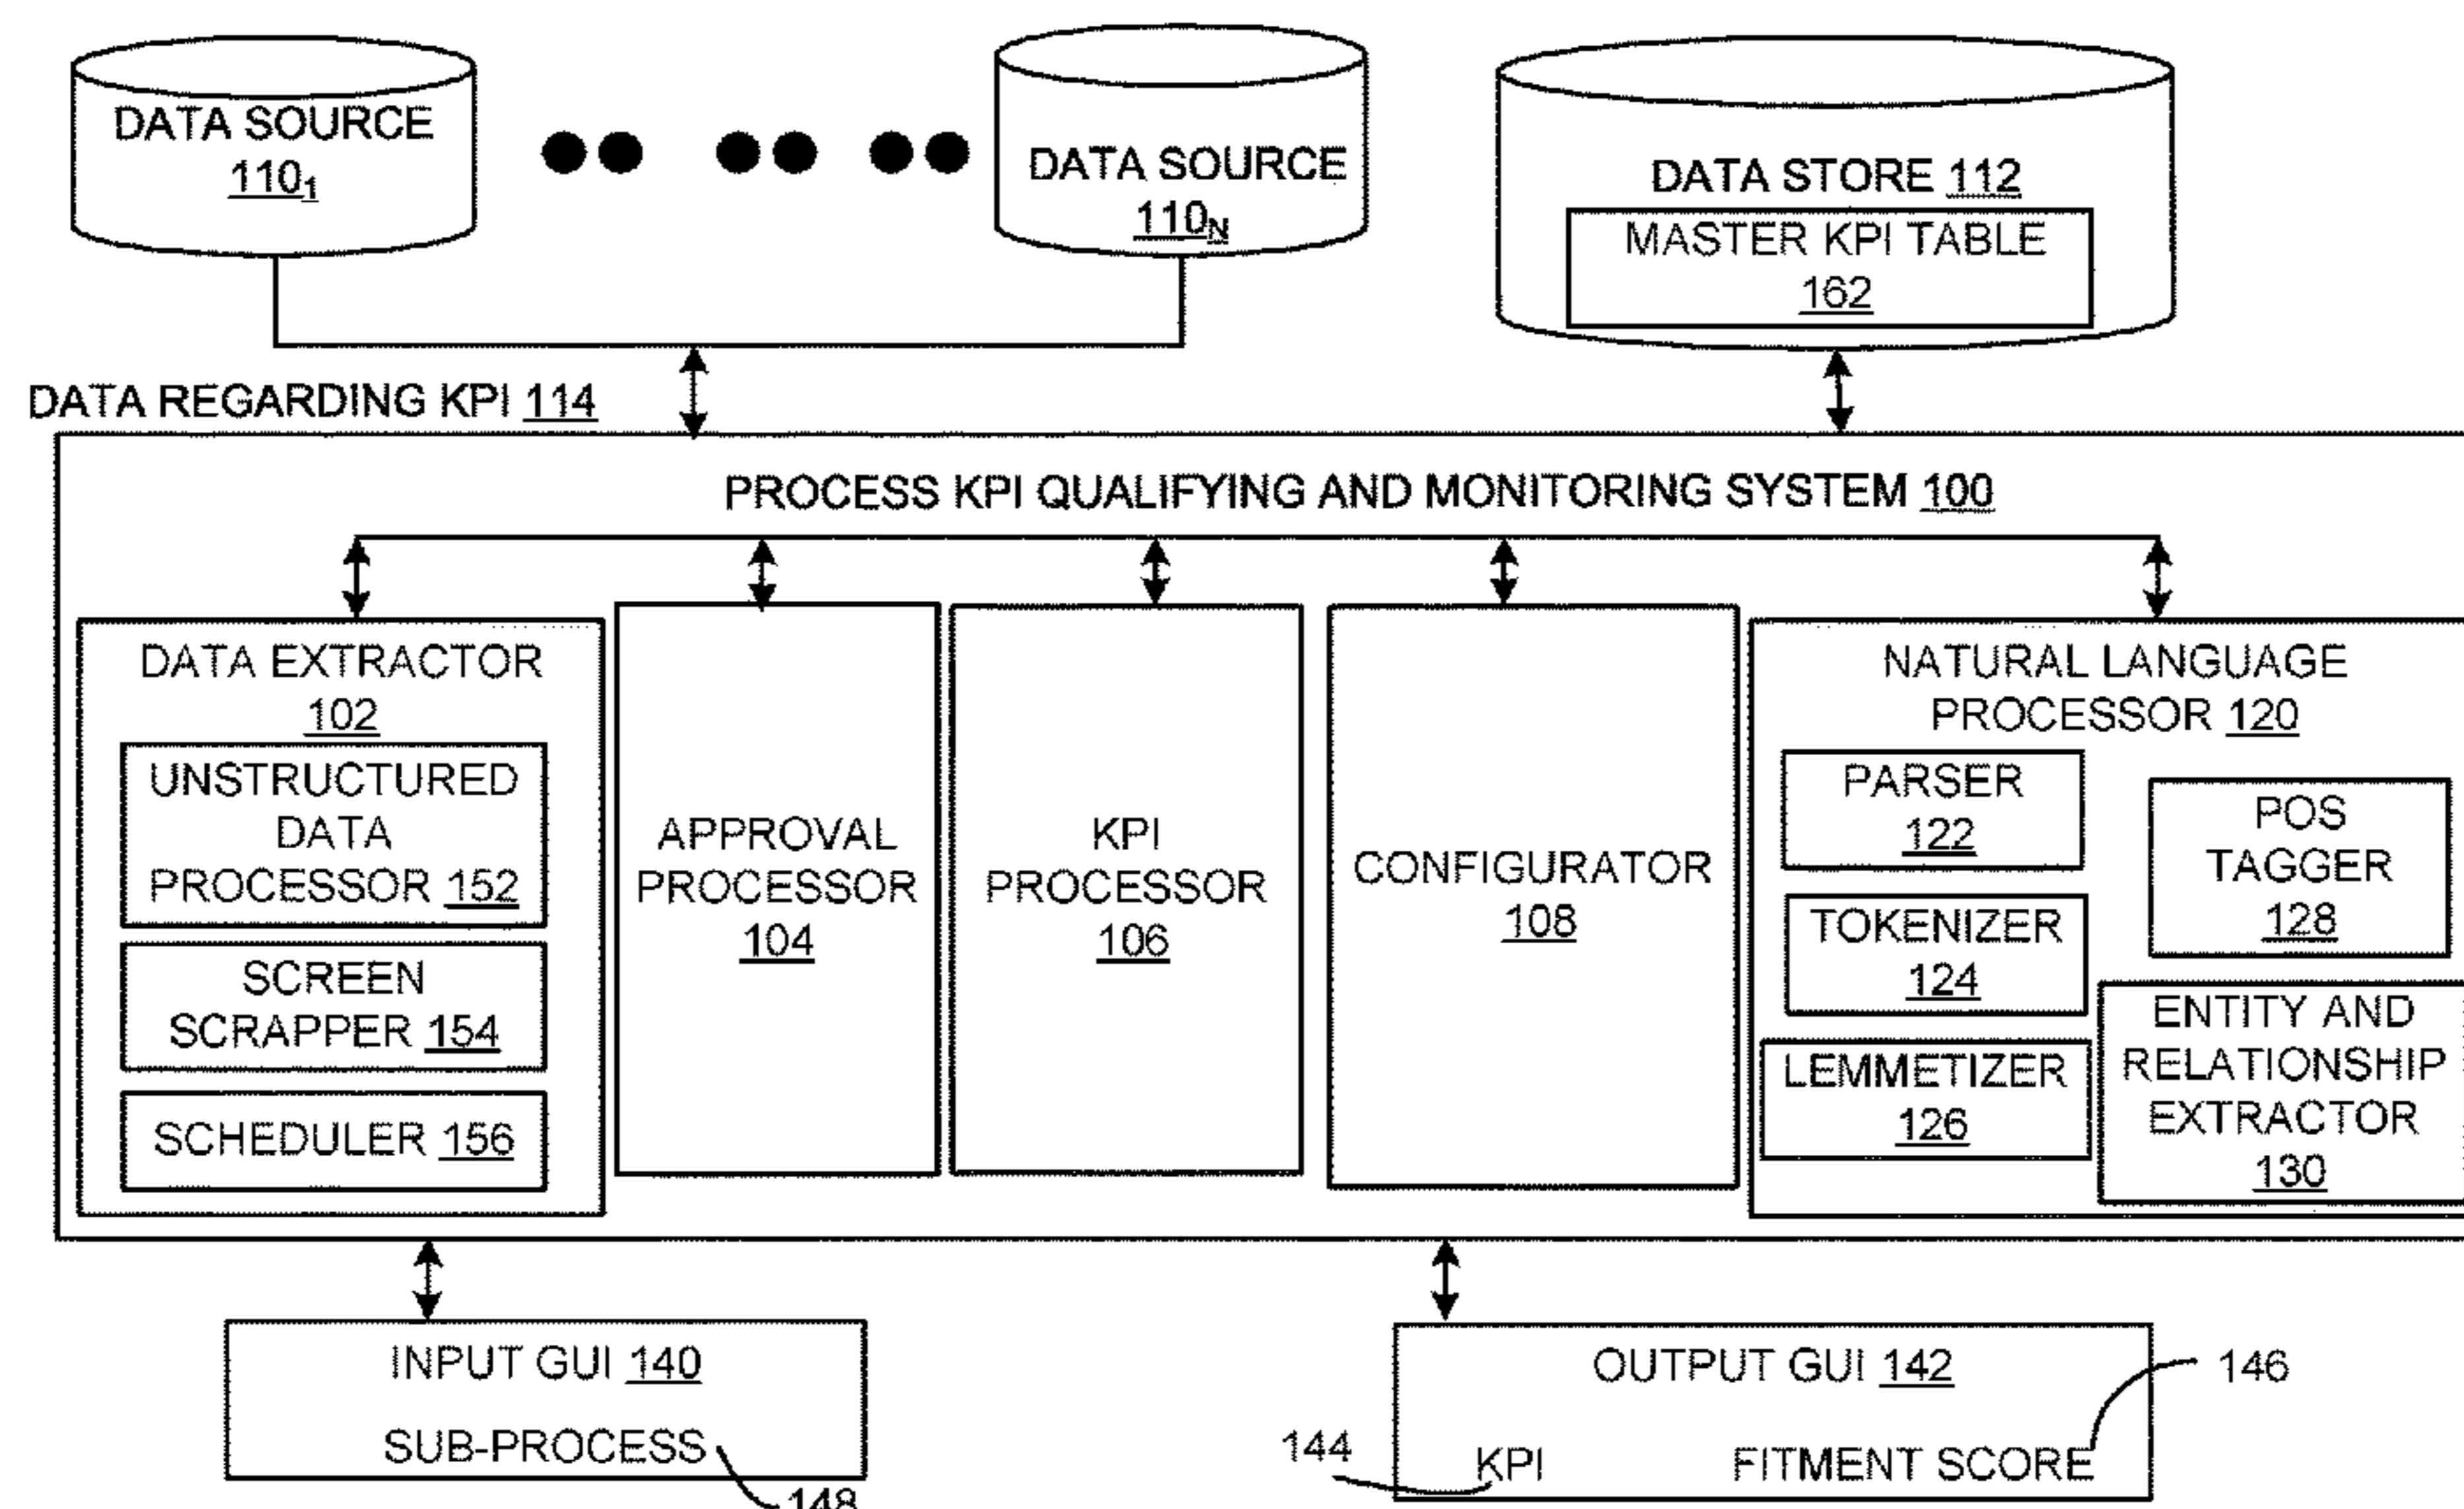 DATA SOURCE
110₁
DATA SOURCE
110N
DATA STORE 112
MASTER KPI TABLE
162
DATA REGARDING KPI 114
PROCESS KPI QUALIFYING AND MONITORING SYSTEM 100
DATA EXTRACTOR
102
UNSTRUCTURED
DATA
PROCESSOR 152
SCREEN
SCRAPPER 154
SCHEDULER 156
APPROVAL
PROCESSOR
104
KPI
PROCESSOR
106
CONFIGURATOR
108
NATURAL LANGUAGE
PROCESSOR 120
PARSER
122
TOKENIZER
124
LEMMETIZER
126
POS
TAGGER
128
ENTITY AND
RELATIONSHIP
EXTRACTOR
130
INPUT GUI 140
SUB-PROCESS
148
OUTPUT GUI 142
146
144
KPI
FITMENT SCORE